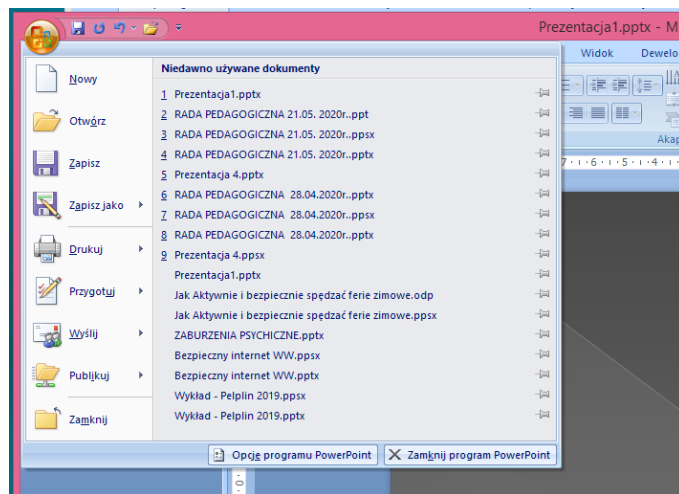 Prezentacja1.pptx - M
Widok Dewelo
Akap
7 · ı · 6 · ı · 5 · ı · 4 · ı ·
Niedawno używane dokumenty
Nowy
Otwórz
Zapisz
Zapisz jako
Drukuj
Przygotuj
Wyślij
Publikuj
Zamknij
1 Prezentacja1.pptx
2 RADA PEDAGOGICZNA 21.05. 2020r..ppt
3 RADA PEDAGOGICZNA 21.05. 2020r..ppsx
4 RADA PEDAGOGICZNA 21.05. 2020r..pptx
5 Prezentacja 4.pptx
6 RADA PEDAGOGICZNA 28.04.2020r..pptx
7 RADA PEDAGOGICZNA 28.04.2020r..ppsx
8 RADA PEDAGOGICZNA 28.04.2020r..pptx
9 Prezentacja 4.ppsx
Prezentacja1.pptx
Jak Aktywnie i bezpiecznie spędzać ferie zimowe.odp
Jak Aktywnie i bezpiecznie spędzać ferie zimowe.ppsx
ZABURZENIA PSYCHICZNE.pptx
Bezpieczny internet WW.ppsx
Bezpieczny internet WW.pptx
Wykład - Pelplin 2019.ppsx
Wykład - Pelplin 2019.pptx
Opcje programu PowerPoint
Zamknij program PowerPoint
0